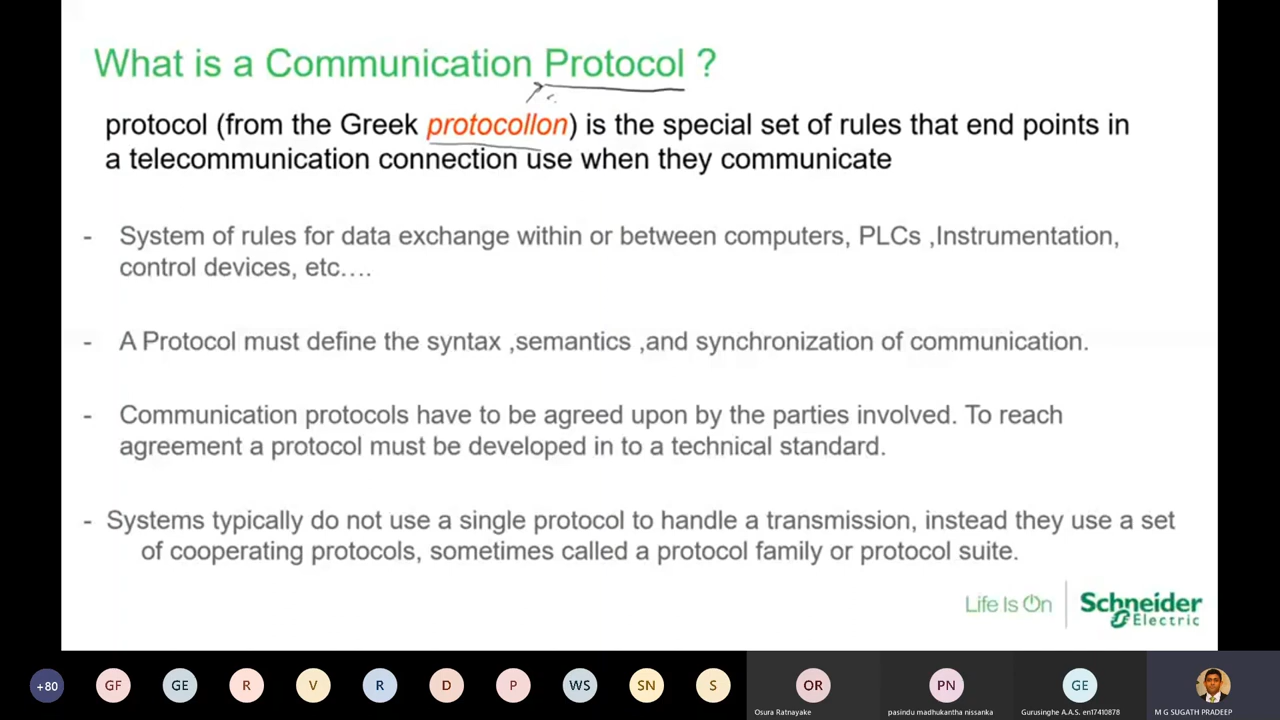 What is a Communication Protocol ?
protocol (from the Greek protocollon) is the special set of rules that end points in
a telecommunication connection use when they communicate
- System of rules for data exchange within or between computers, PLCs ,Instrumentation,
control devices, etc….
- A Protocol must define the syntax ,semantics ,and synchronization of communication.
- Communication protocols have to be agreed upon by the parties involved. To reach
agreement a protocol must be developed in to a technical standard.
- Systems typically do not use a single protocol to handle a transmission, instead they use a set
of cooperating protocols, sometimes called a protocol family or protocol suite.
Life Is On
Schneider
Electric
+80 GF GE R V R D P WS SN S OR PN GE
Osura Ratnayake pasindu madhukantha nissanka Gurusinghe A.A.S. en17410878 M G SUGATH PRADEEP